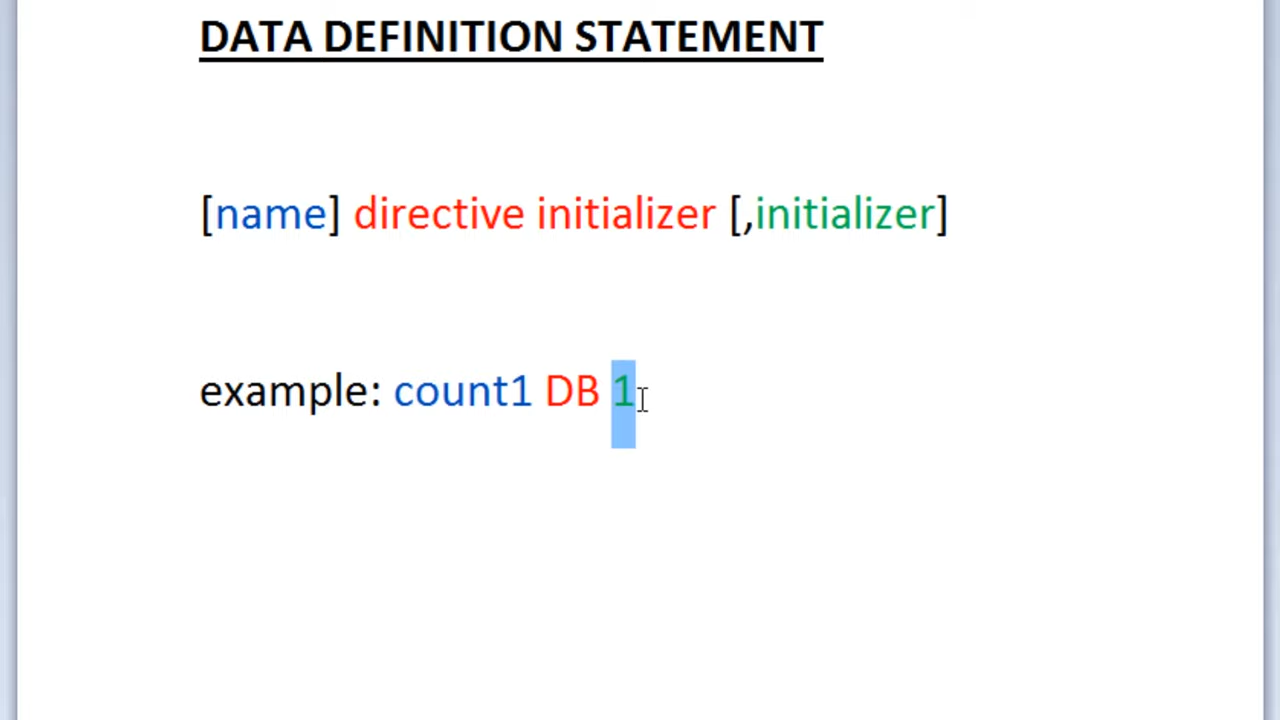 DATA DEFINITION STATEMENT
[name] directive initializer [,initializer]
example: count1 DB 1